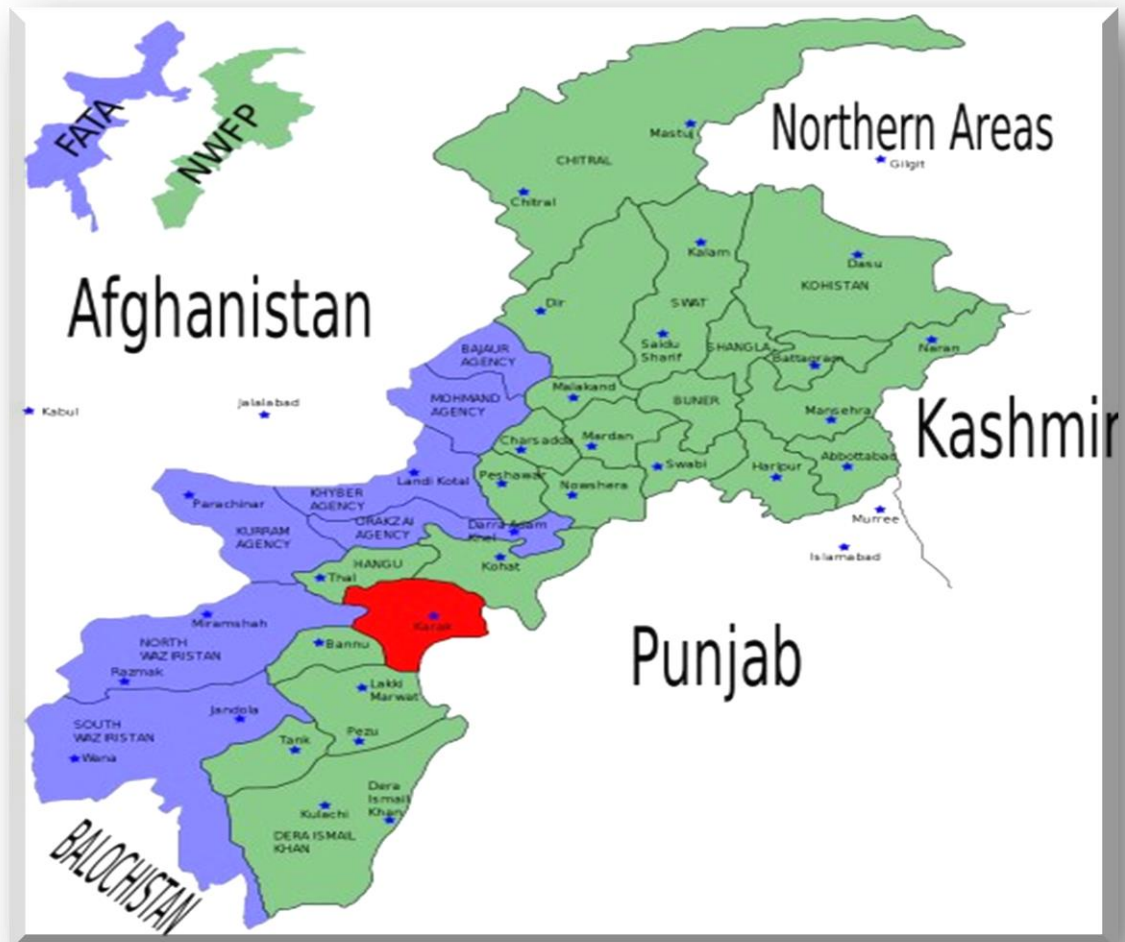 FATA
NWFP
Northern Areas
Mastuj
Gilgit
CHITRAL
Chitral
Kalam
Dasu
KOHISTAN
Afghanistan
Dir
SWAT
Saidu
Sharif
SHANGLA
Battagram
Naran
BAJAUR
AGENCY
Malakand
BUNER
MOHMAND
AGENCY
Kabul
Jalalabad
Mansehra
Kashmir
Charsadda
Mardan
Abbottabad
Swabi
Haripur
Landi Kotal
Peshawar
Nowshera
Parachinar
KHYBER
AGENCY
Murree
KURRAM
AGENCY
ORAKZAI
AGENCY
Darra Adam
Khel
Islamabad
HANGU
Kohat
Thal
Miramshah
Karak
NORTH
WAZIRISTAN
Bannu
Punjab
Razmak
Lakki
Marwat
Jandola
SOUTH
WAZIRISTAN
Tank
Pezu
Wana
Dera
Ismail
Khan
Kulachi
DERA ISMAIL
KHAN
BALOCHISTAN